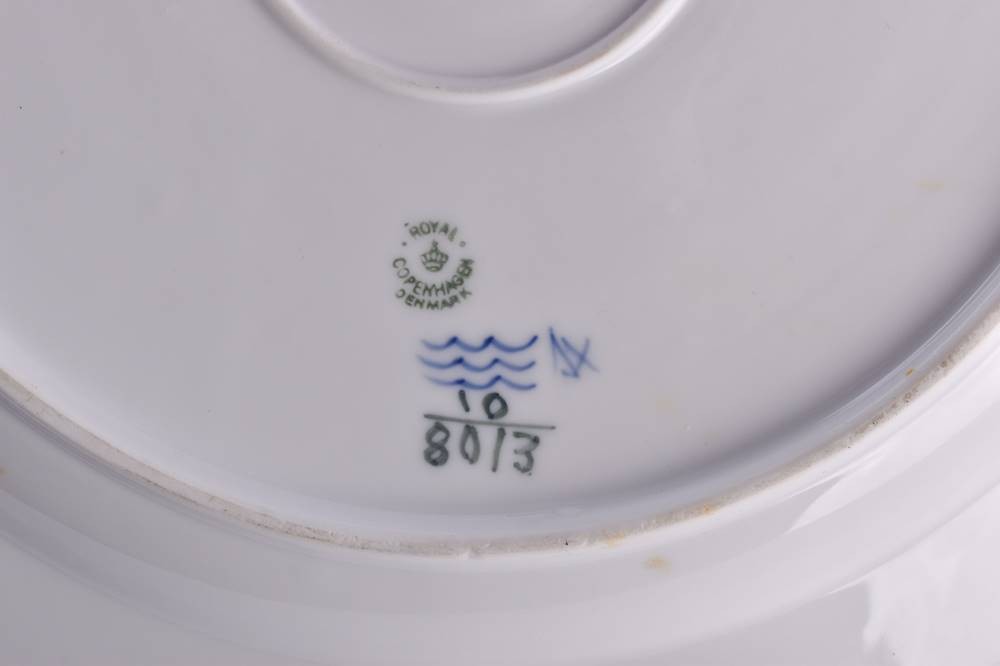 ROYAL
COPENHAGEN
DENMARK
10
8013